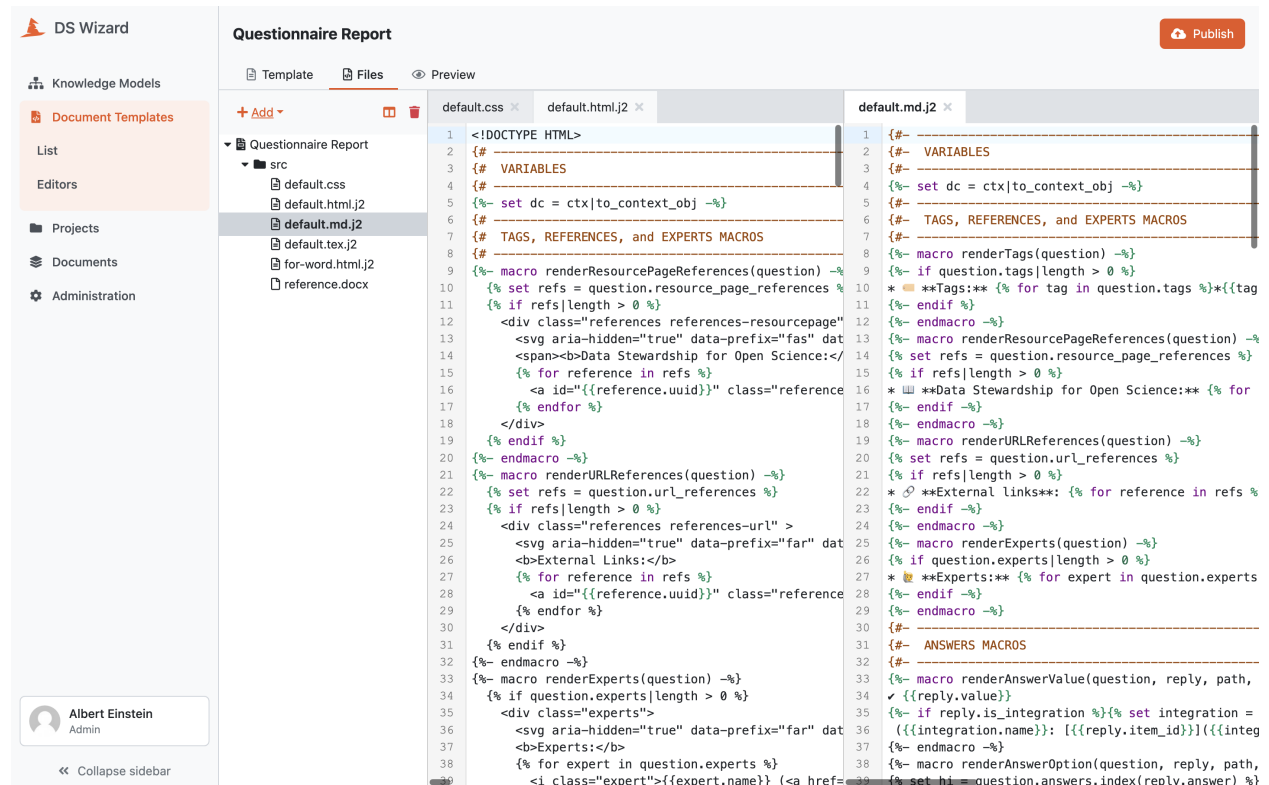 DS Wizard
Knowledge Models
Document Templates
List
Editors
Projects
Documents
Administration
Albert Einstein
Admin
Collapse sidebar
Questionnaire Report
Publish
Template
Files
Preview
Add
Questionnaire Report
src
default.css
default.html.j2
default.md.j2
default.tex.j2
for-word.html.j2
reference.docx
default.css
default.html.j2
1 <!DOCTYPE HTML>
2 {# ------------------------------------------------
3 {#  VARIABLES
4 {# ------------------------------------------------
5 {%- set dc = ctx|to_context_obj -%}
6 {# ------------------------------------------------
7 {#  TAGS, REFERENCES, and EXPERTS MACROS
8 {# ------------------------------------------------
9 {%- macro renderResourcePageReferences(question) -%
10   {% set refs = question.resource_page_references %
11   {% if refs|length > 0 %}
12     <div class="references references-resourcepage"
13       <svg aria-hidden="true" data-prefix="fas" dat
14       <span><b>Data Stewardship for Open Science:</
15       {% for reference in refs %}
16         <a id="{{reference.uuid}}" class="reference
17       {% endfor %}
18     </div>
19   {% endif %}
20 {%- endmacro -%}
21 {%- macro renderURLReferences(question) -%}
22   {% set refs = question.url_references %}
23   {% if refs|length > 0 %}
24     <div class="references references-url" >
25       <svg aria-hidden="true" data-prefix="far" dat
26       <b>External Links:</b>
27       {% for reference in refs %}
28         <a id="{{reference.uuid}}" class="reference
29       {% endfor %}
30     </div>
31   {% endif %}
32 {%- endmacro -%}
33 {%- macro renderExperts(question) -%}
34   {% if question.experts|length > 0 %}
35     <div class="experts">
36       <svg aria-hidden="true" data-prefix="far" dat
37       <b>Experts:</b>
38       {% for expert in question.experts %}
39         <i class="expert">{{expert.name}} (<a href=
default.md.j2
1 {#- ------------------------------------------------
2 {#-  VARIABLES
3 {#- ------------------------------------------------
4 {%- set dc = ctx|to_context_obj -%}
5 {#- ------------------------------------------------
6 {#-  TAGS, REFERENCES, and EXPERTS MACROS
7 {#- ------------------------------------------------
8 {%- macro renderTags(question) -%}
9 {%- if question.tags|length > 0 %}
10 * 🏷️ **Tags:** {% for tag in question.tags %}*{{tag
11 {%- endif %}
12 {%- endmacro -%}
13 {%- macro renderResourcePageReferences(question) -%
14 {% set refs = question.resource_page_references %}
15 {% if refs|length > 0 %}
16 * 📖 **Data Stewardship for Open Science:** {% for
17 {%- endif -%}
18 {%- endmacro -%}
19 {%- macro renderURLReferences(question) -%}
20 {% set refs = question.url_references %}
21 {% if refs|length > 0 %}
22 * 🔗 **External links**: {% for reference in refs %
23 {%- endif -%}
24 {%- endmacro -%}
25 {%- macro renderExperts(question) -%}
26 {% if question.experts|length > 0 %}
27 * 🙋 **Experts:** {% for expert in question.experts
28 {%- endif -%}
29 {%- endmacro -%}
30 {#- ------------------------------------------------
31 {#-  ANSWERS MACROS
32 {#- ------------------------------------------------
33 {%- macro renderAnswerValue(question, reply, path,
34 ✔ {{reply.value}}
35 {%- if reply.is_integration %}{% set integration =
36  ({{integration.name}}: [{{reply.item_id}}]({{integ
37 {%- endmacro -%}
38 {%- macro renderAnswerOption(question, reply, path,
39 {% set hi = question.answers.index(reply.answer) %}